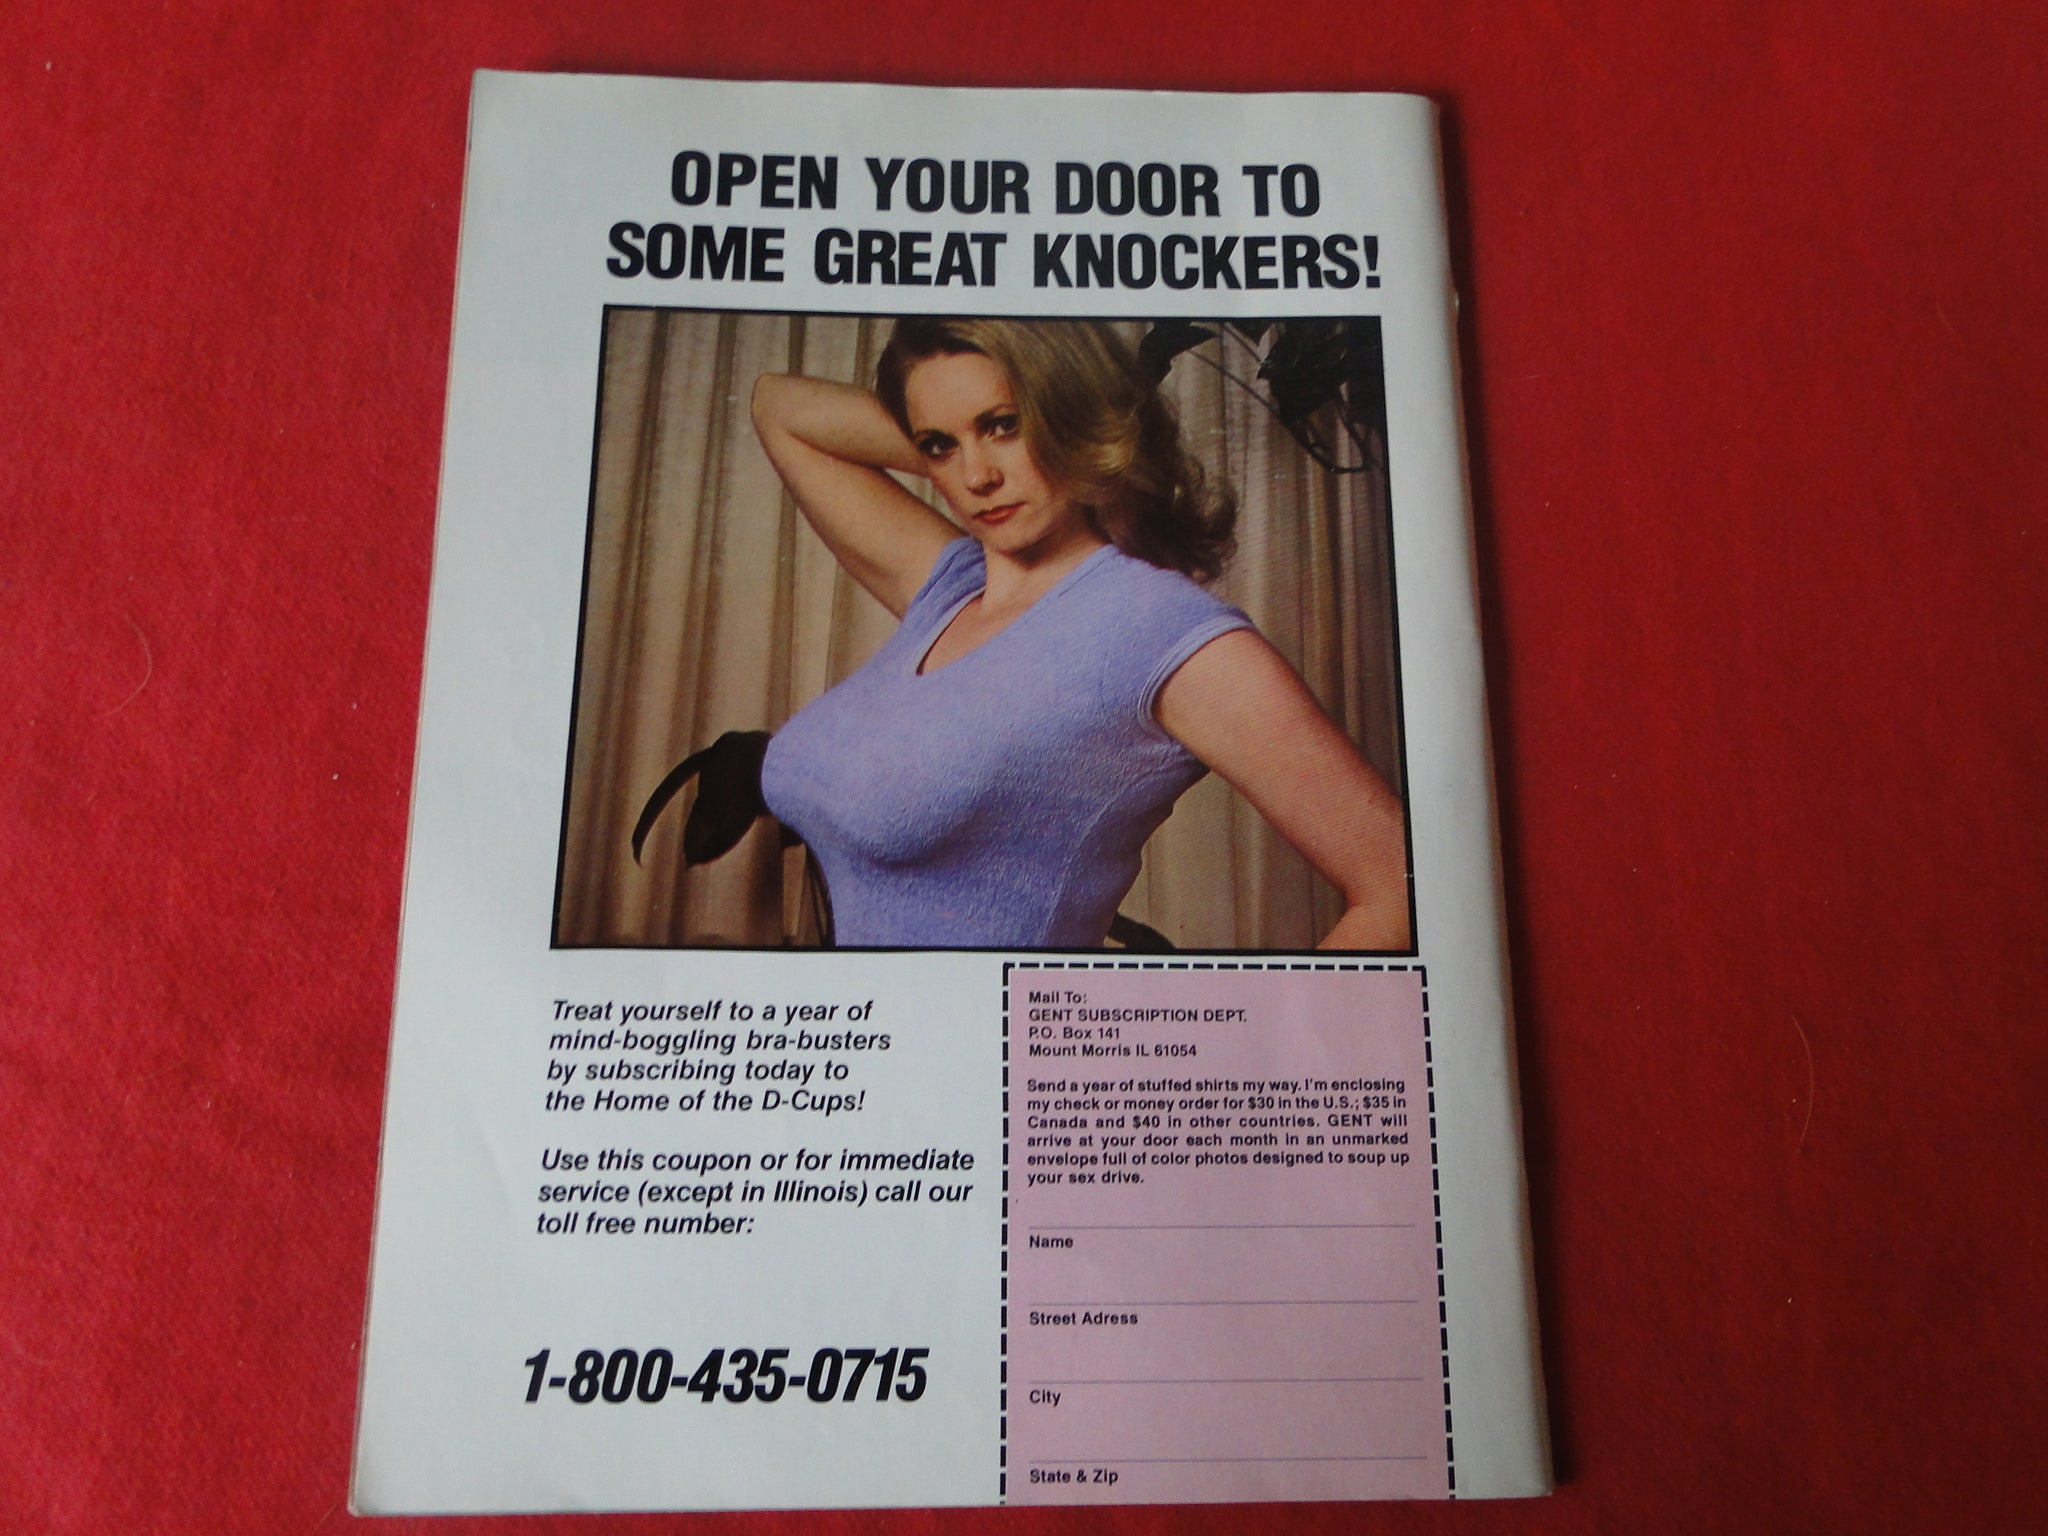 OPEN YOUR DOOR TO
SOME GREAT KNOCKERS!
Treat yourself to a year of
mind-boggling bra-busters
by subscribing today to
the Home of the D-Cups!
Use this coupon or for immediate
service (except in Illinois) call our
toll free number:
1-800-435-0715
Mail To:
GENT SUBSCRIPTION DEPT.
P.O. Box 141
Mount Morris IL 61054
Send a year of stuffed shirts my way. I'm enclosing
my check or money order for $30 in the U.S.; $35 in
Canada and $40 in other countries. GENT will
arrive at your door each month in an unmarked
envelope full of color photos designed to soup up
your sex drive.
Name
Street Adress
City
State & Zip